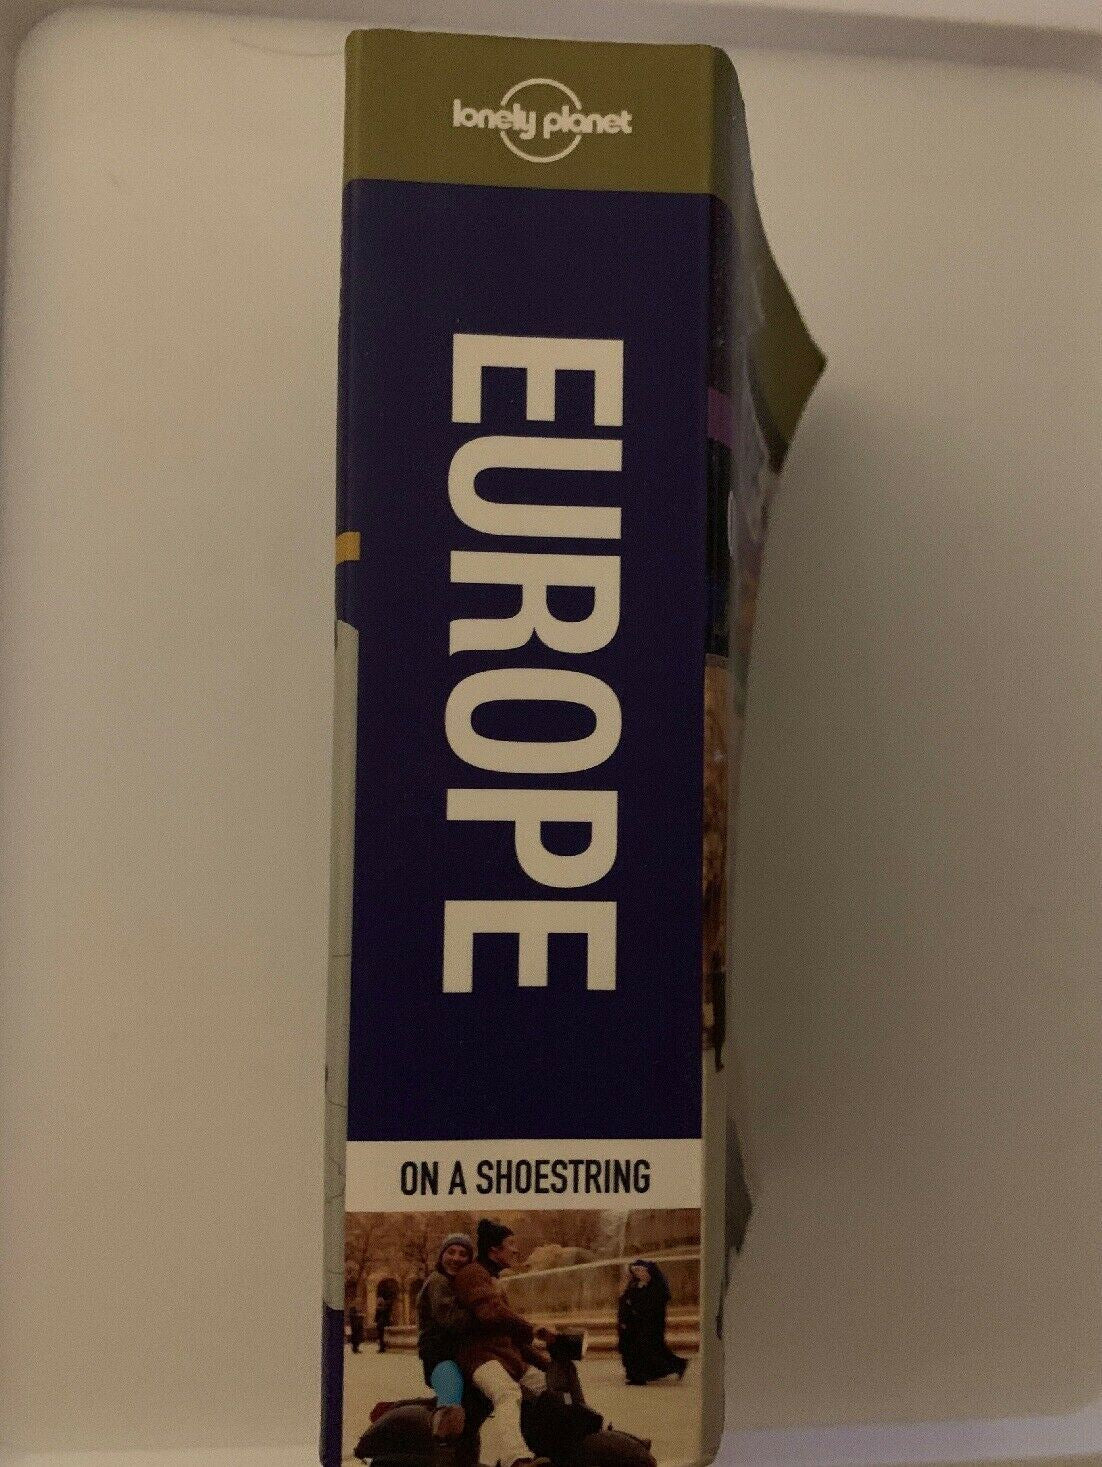 lonely planet
EUROPE
ON A SHOESTRING